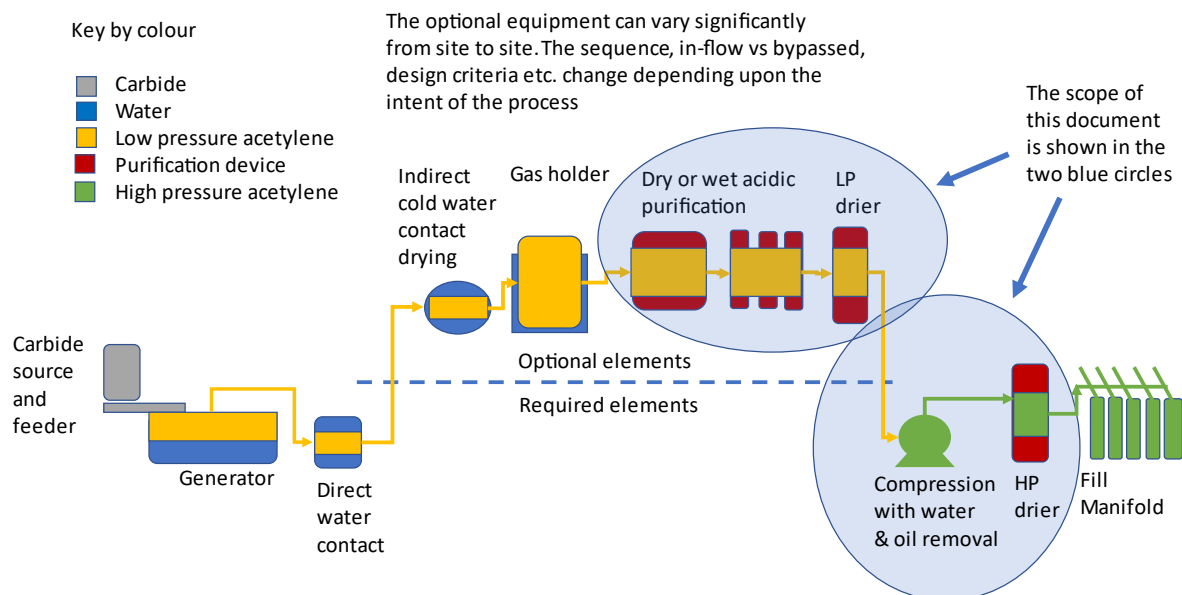 Key by colour
Carbide
Water
Low pressure acetylene
Purification device
High pressure acetylene
The optional equipment can vary significantly
from site to site. The sequence, in-flow vs bypassed,
design criteria etc. change depending upon the
intent of the process
The scope of
this document
is shown in the
two blue circles
Indirect
cold water
contact
drying
Gas holder
Dry or wet acidic
purification
LP
drier
Optional elements
Required elements
Carbide
source
and
feeder
Generator
Direct
water
contact
Compression
with water
& oil removal
HP
drier
Fill
Manifold